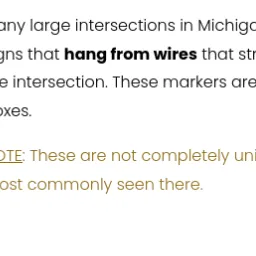 any large intersections in Michiga
gns that hang from wires that str
e intersection. These markers are
oxes.
OTE: These are not completely uni
ost commonly seen there.